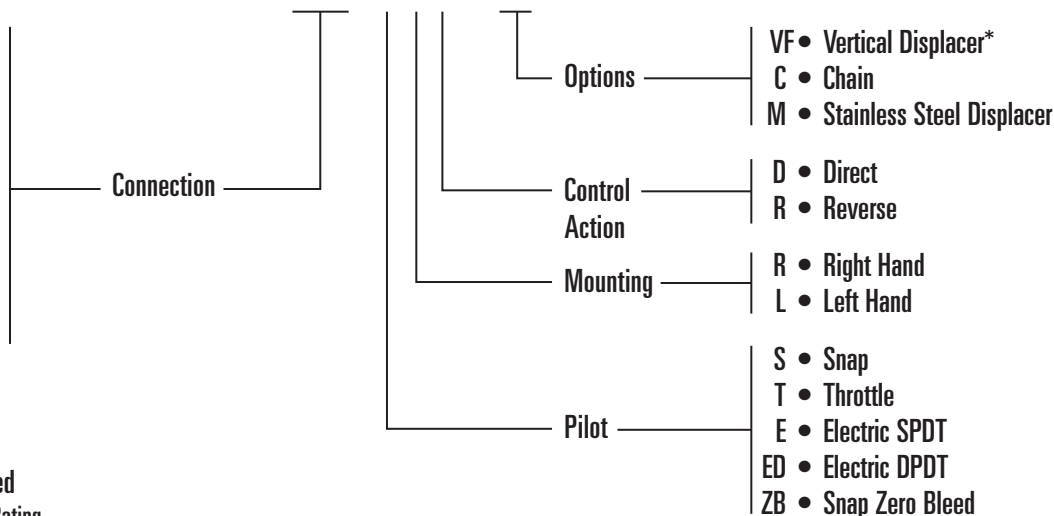 VF • Vertical Displacer*
Options
C • Chain
M • Stainless Steel Displacer
Connection
Control
Action
D • Direct
R • Reverse
Mounting
R • Right Hand
L • Left Hand
Pilot
S • Snap
T • Throttle
E • Electric SPDT
ED • Electric DPDT
ZB • Snap Zero Bleed